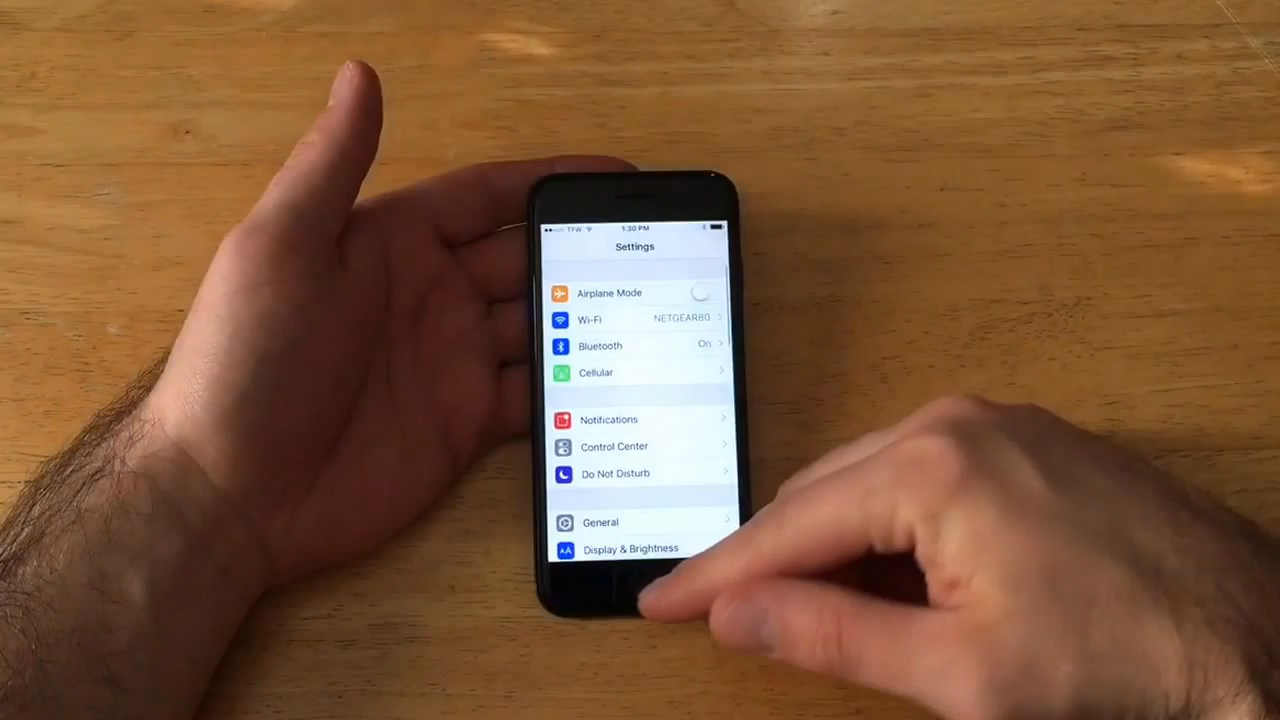 TFW 1:30 PM
Settings
Airplane Mode
Wi-Fi NETGEAR80
Bluetooth On
Cellular
Notifications
Control Center
Do Not Disturb
General
AA Display & Brightness